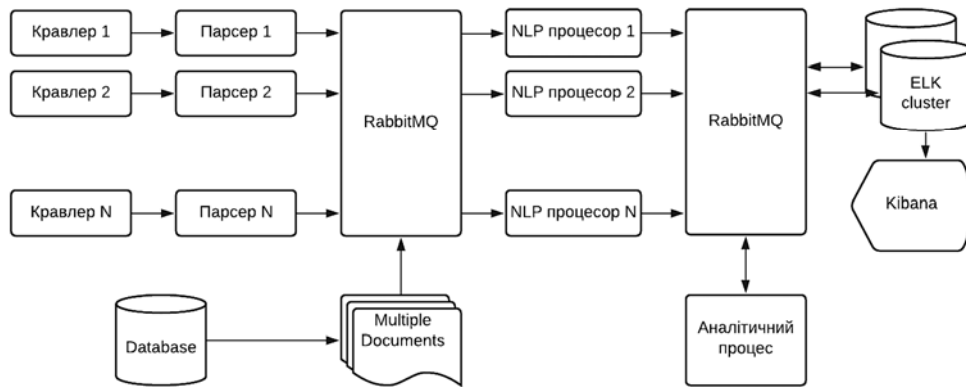 Кравлер 1
Парсер 1
NLP процесор 1
Кравлер 2
Парсер 2
RabbitMQ
NLP процесор 2
RabbitMQ
ELK
cluster
Кравлер N
Парсер N
NLP процесор N
Kibana
Database
Multiple
Documents
Аналітичний
процес